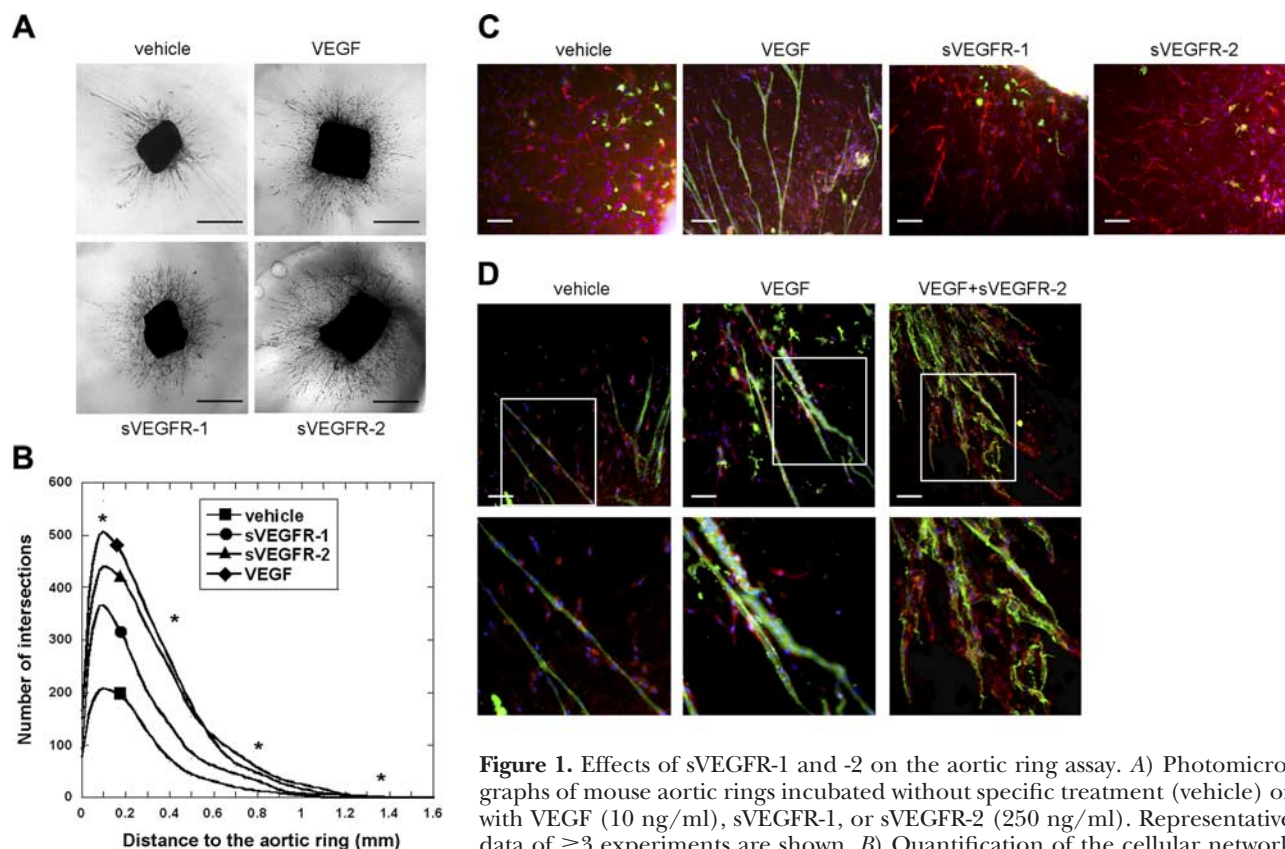 A
vehicle
VEGF
sVEGFR-1
sVEGFR-2
B
Number of intersections
600
500
400
300
200
100
0
*
*
*
*
vehicle
sVEGFR-1
sVEGFR-2
VEGF
0
0.2
0.4
0.6
0.8
1.0
1.2
1.4
1.6
Distance to the aortic ring (mm)
C
vehicle
VEGF
sVEGFR-1
sVEGFR-2
D
vehicle
VEGF
VEGF+sVEGFR-2
Figure 1. Effects of sVEGFR-1 and -2 on the aortic ring assay. A) Photomicro-
graphs of mouse aortic rings incubated without specific treatment (vehicle) or
with VEGF (10 ng/ml), sVEGFR-1, or sVEGFR-2 (250 ng/ml). Representative
data of ≥3 experiments are shown. B) Quantification of the cellular network